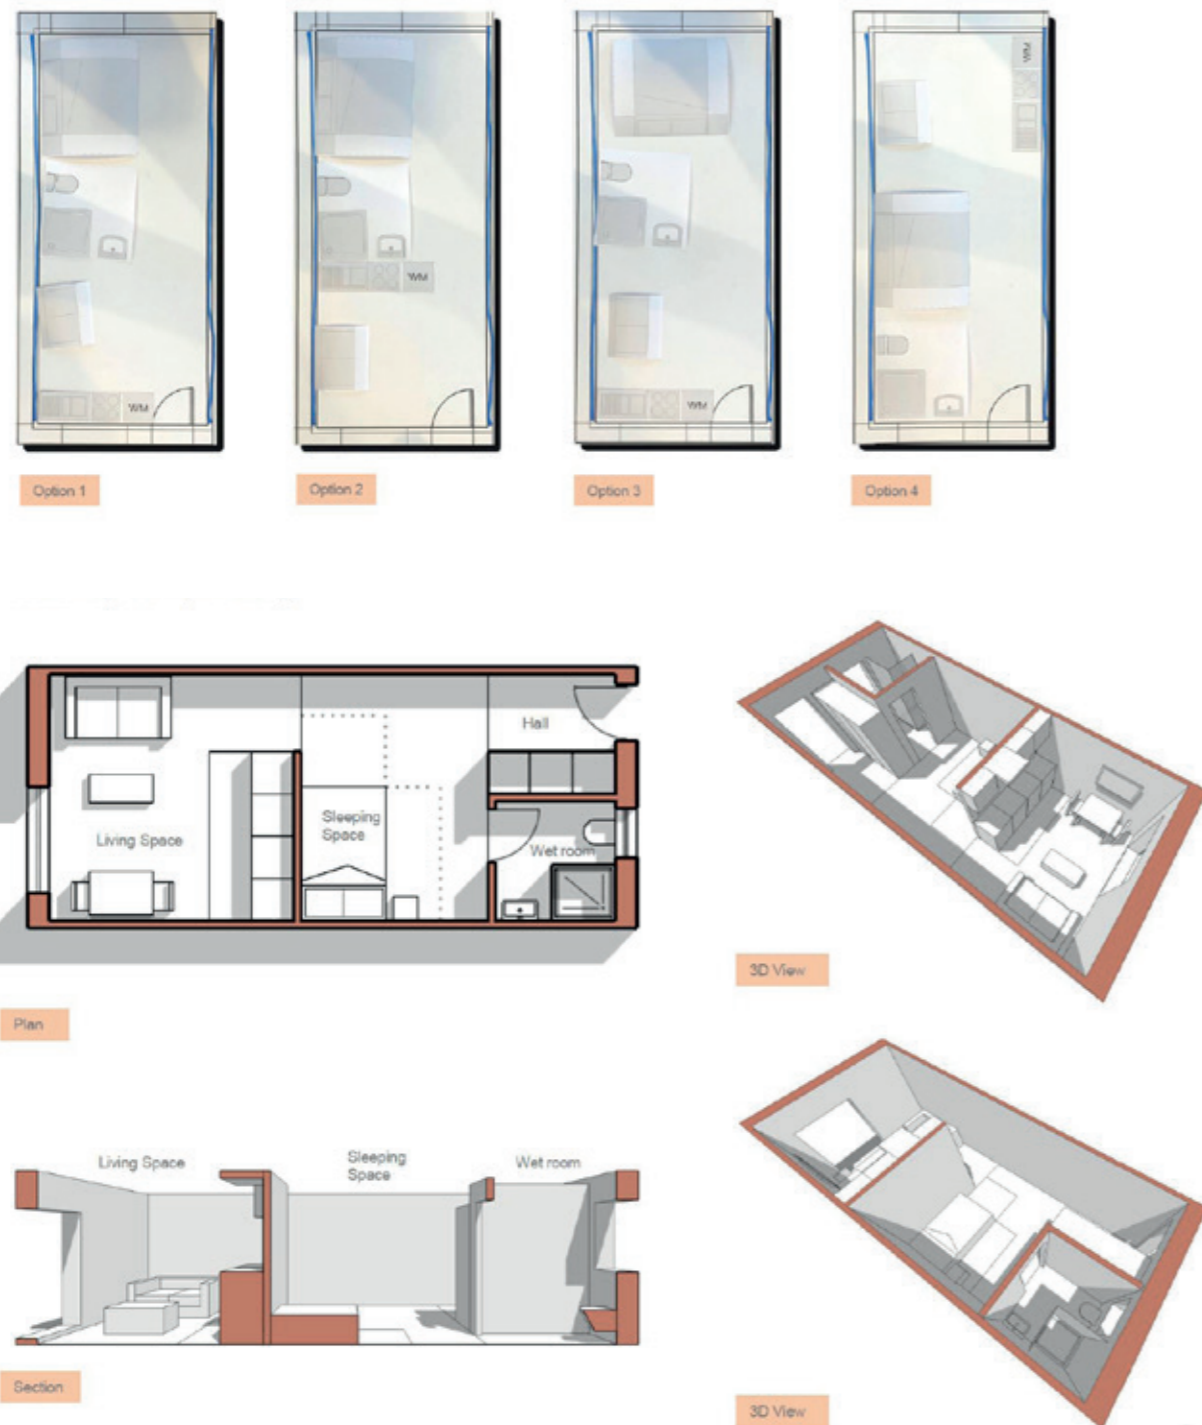 WM
WM
WM
WM
WM
Option 1
Option 2
Option 3
Option 4
Hall
Sleeping
Space
Living Space
Wet room
3D View
Plan
Living Space
Sleeping
Space
Wet room
Section
3D View